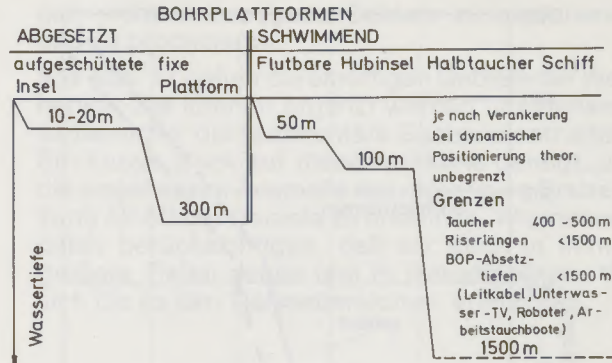 BOHRPLATTFORMEN
ABGESETZT
SCHWIMMEND
aufgeschüttete fixe
Insel Plattform
Flutbare Hubinsel Halbtaucher Schiff
10-20m
300m
50m
100m
je nach Verankerung
bei dynamischer
Positionierung theor.
unbegrenzt
Grenzen
Taucher 400 - 500m
Riserlängen <1500m
BOP-Absetz-
tiefen <1500m
(Leitkabel, Unterwas-
ser -TV, Roboter, Ar-
beitstauchboote)
1500m
Wassertiefe